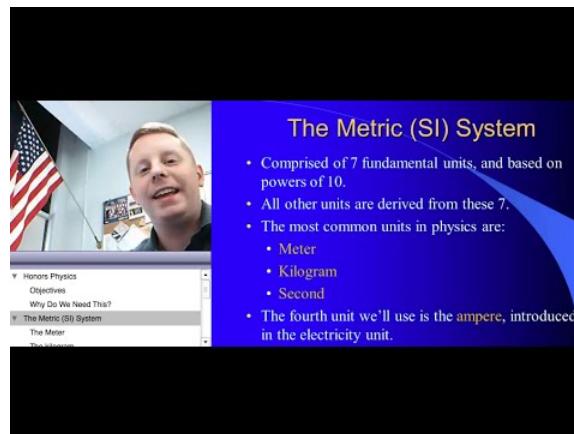 The Metric (SI) System
• Comprised of 7 fundamental units, and based on
powers of 10.
• All other units are derived from these 7.
• The most common units in physics are:
• Meter
• Kilogram
• Second
• The fourth unit we'll use is the ampere, introduced
in the electricity unit.
Honors Physics
Objectives
Why Do We Need This?
The Metric (SI) System
The Meter
The kilogram